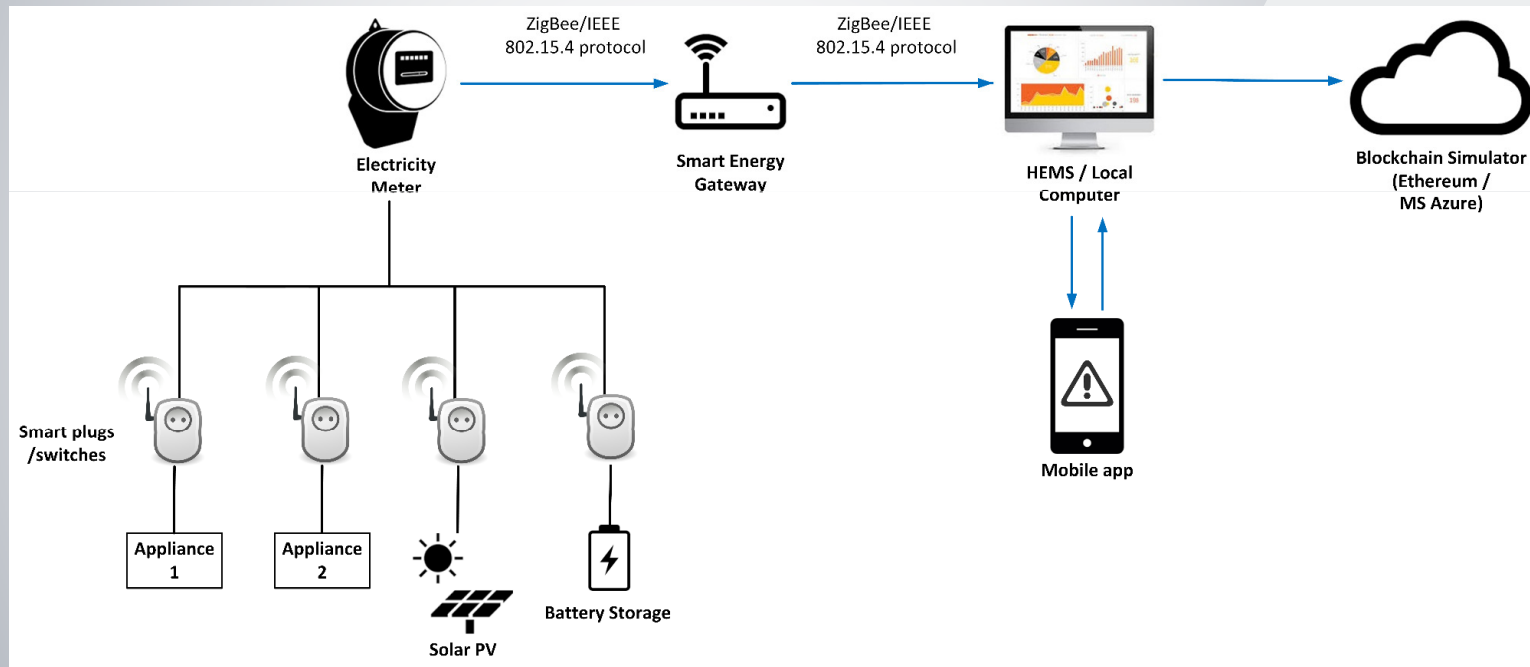 ZigBee/IEEE
802.15.4 protocol
ZigBee/IEEE
802.15.4 protocol
Electricity
Meter
Smart Energy
Gateway
HEMS / Local
Computer
Blockchain Simulator
(Ethereum /
MS Azure)
Smart plugs
/switches
Mobile app
Appliance
1
Appliance
2
Battery Storage
Solar PV